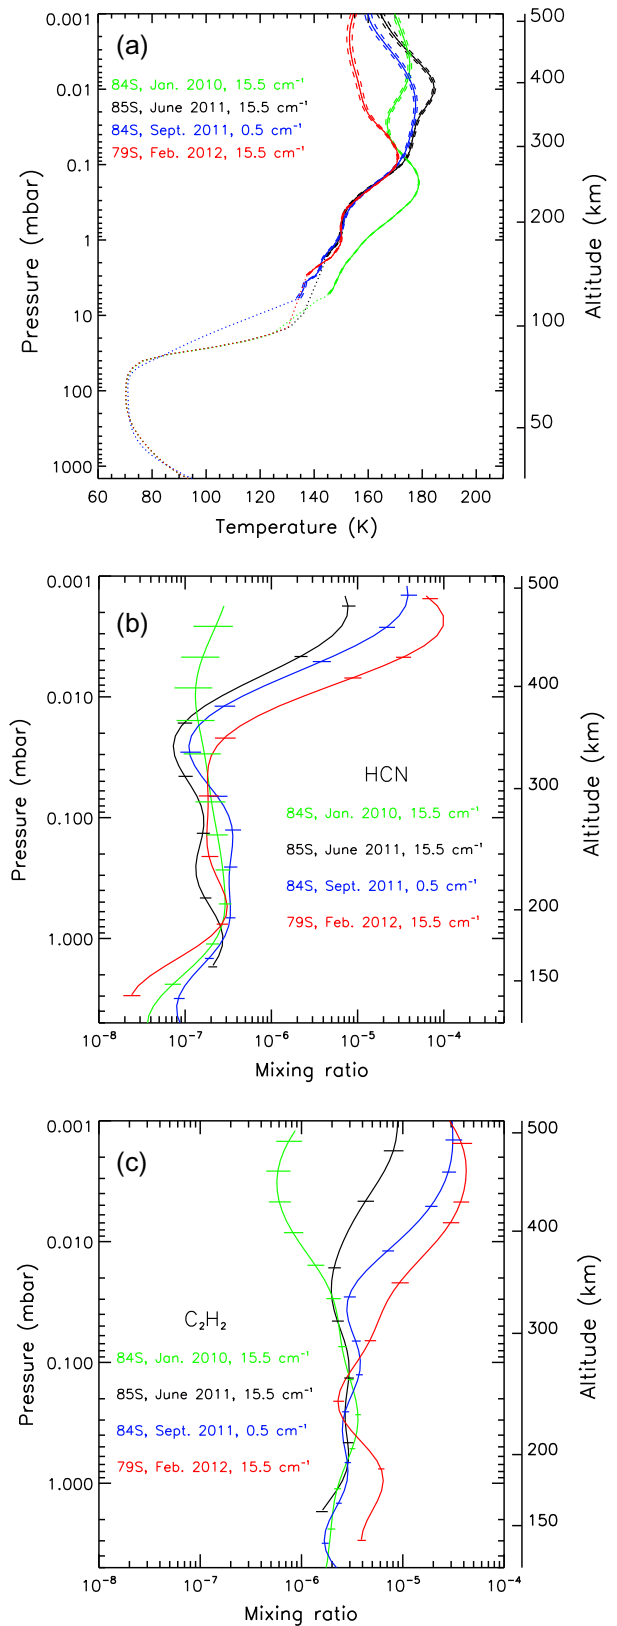 (a)
0.001
0.01
0.1
1
10
100
1000
Pressure (mbar)
84S, Jan. 2010, 15.5 cm⁻¹
85S, June 2011, 15.5 cm⁻¹
84S, Sept. 2011, 0.5 cm⁻¹
79S, Feb. 2012, 15.5 cm⁻¹
500
400
300
200
100
50
Altitude (km)
60 80 100 120 140 160 180 200
Temperature (K)
(b)
0.001
0.010
0.100
1.000
Pressure (mbar)
HCN
84S, Jan. 2010, 15.5 cm⁻¹
85S, June 2011, 15.5 cm⁻¹
84S, Sept. 2011, 0.5 cm⁻¹
79S, Feb. 2012, 15.5 cm⁻¹
500
400
300
200
150
Altitude (km)
10⁻⁸ 10⁻⁷ 10⁻⁶ 10⁻⁵ 10⁻⁴
Mixing ratio
(c)
0.001
0.010
0.100
1.000
Pressure (mbar)
C₂H₂
84S, Jan. 2010, 15.5 cm⁻¹
85S, June 2011, 15.5 cm⁻¹
84S, Sept. 2011, 0.5 cm⁻¹
79S, Feb. 2012, 15.5 cm⁻¹
500
400
300
200
150
Altitude (km)
10⁻⁸ 10⁻⁷ 10⁻⁶ 10⁻⁵ 10⁻⁴
Mixing ratio